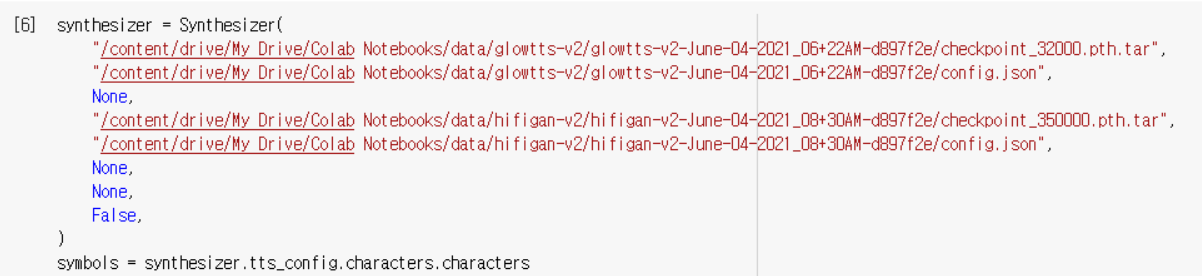 [6] synthesizer = Synthesizer(
"/content/drive/My Drive/Colab Notebooks/data/glowtts-v2/glowtts-v2-June-04-2021_06+22AM-d897f2e/checkpoint_32000.pth.tar",
"/content/drive/My Drive/Colab Notebooks/data/glowtts-v2/glowtts-v2-June-04-2021_06+22AM-d897f2e/config.json",
None,
"/content/drive/My Drive/Colab Notebooks/data/hifigan-v2/hifigan-v2-June-04-2021_08+30AM-d897f2e/checkpoint_350000.pth.tar",
"/content/drive/My Drive/Colab Notebooks/data/hifigan-v2/hifigan-v2-June-04-2021_08+30AM-d897f2e/config.json",
None,
None,
False,
)
symbols = synthesizer.tts_config.characters.characters